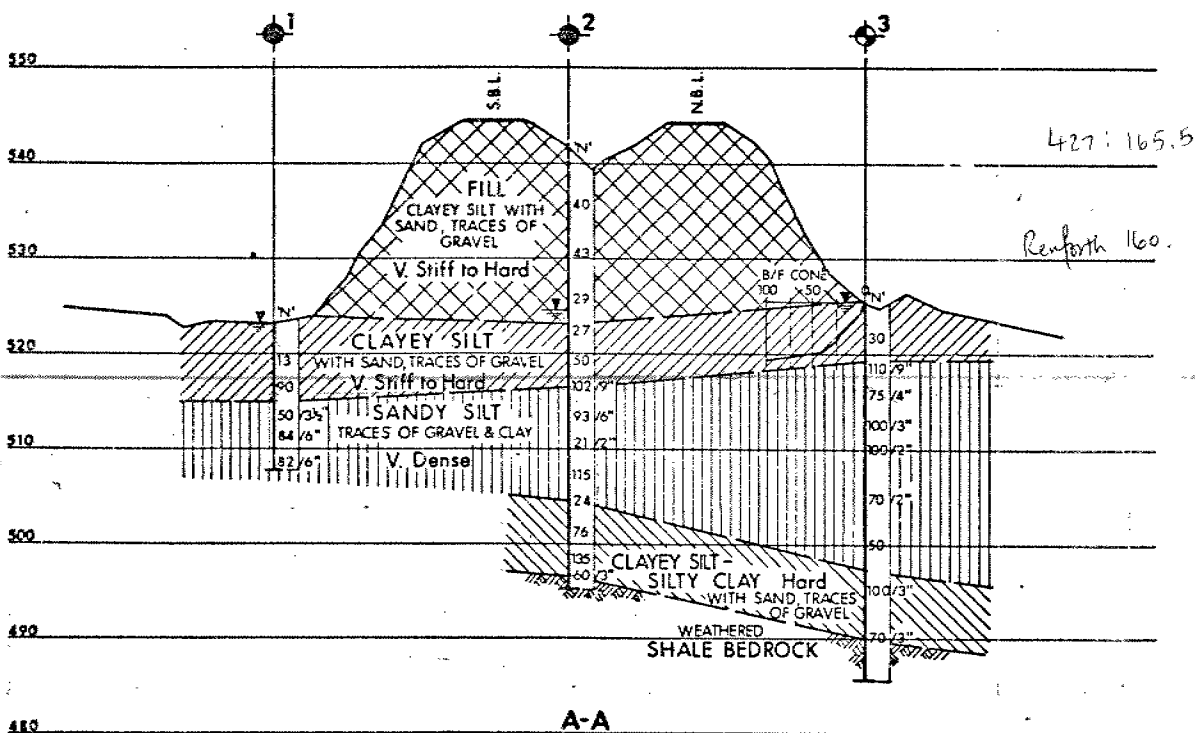 1
2
3
550
S.B.L.
N.B.L.
540
'N'
427: 165.5
FILL
CLAYEY SILT WITH
SAND, TRACES OF
GRAVEL
V. Stiff to Hard
40
43
29
530
Renforth 160.
B/F CONE
100 50 0
'N'
'N'
CLAYEY SILT
WITH SAND, TRACES OF GRAVEL
V. Stiff to Hard
27
50
30
520
13
90
102/9"
110/9"
SANDY SILT
TRACES OF GRAVEL & CLAY
V. Dense
50/3½"
84/6"
82/6"
93/6"
21/2"
115
24
76
135
60/3"
75/4"
100/3"
100/2"
70/2"
50
100/3"
70/3"
510
500
CLAYEY SILT-
SILTY CLAY Hard
WITH SAND, TRACES
OF GRAVEL
490
WEATHERED
SHALE BEDROCK
480
A-A